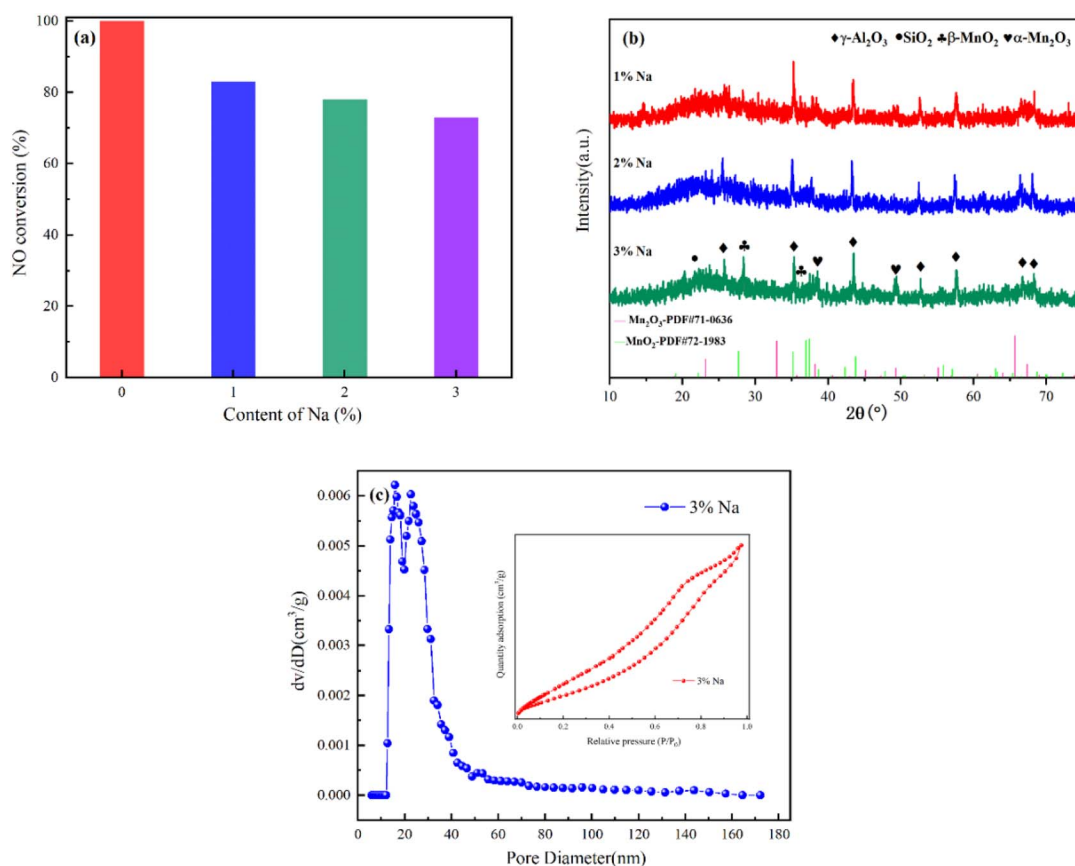 (a)
NO conversion (%)
100
80
60
40
20
0
0 1 2 3
Content of Na (%)
(b)
♦γ-Al₂O₃ ●SiO₂ ♣β-MnO₂ ♥α-Mn₂O₃
Intensity(a.u.)
1% Na
2% Na
3% Na
Mn₂O₃-PDF#71-0636
MnO₂-PDF#72-1983
10 20 30 40 50 60 70
2θ (°)
(c)
3% Na
dv/dD(cm³/g)
0.006
0.005
0.004
0.003
0.002
0.001
0.000
0 20 40 60 80 100 120 140 160 180
Pore Diameter(nm)
Quantity adsorption (cm³/g)
3% Na
0.0 0.2 0.4 0.6 0.8 1.0
Relative pressure (P/P₀)